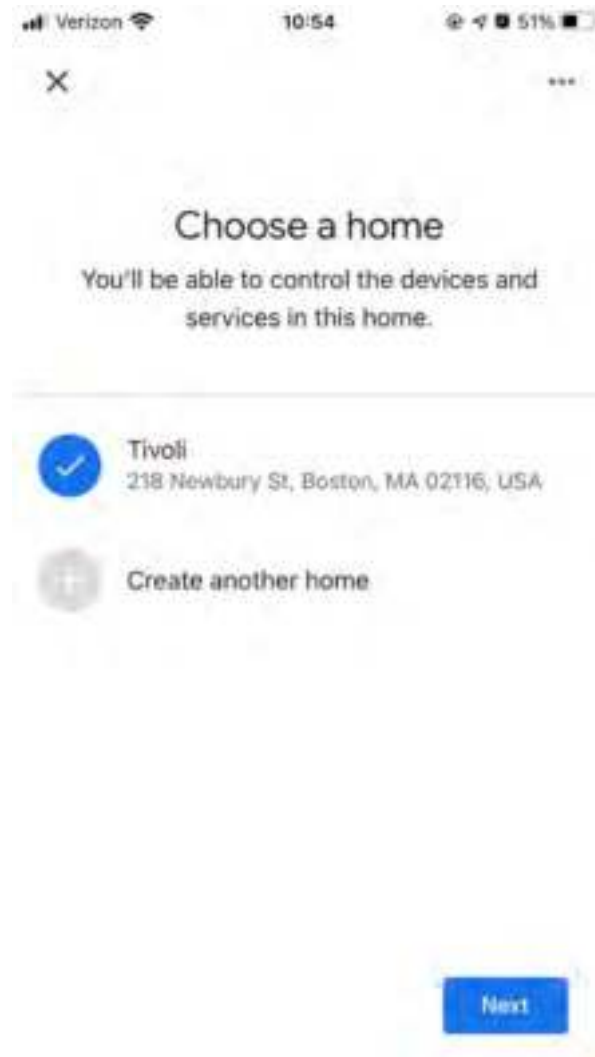 Verizon 10:54 51%
Choose a home
You'll be able to control the devices and
services in this home.
Tivoli
218 Newbury St, Boston, MA 02116, USA
Create another home
Next